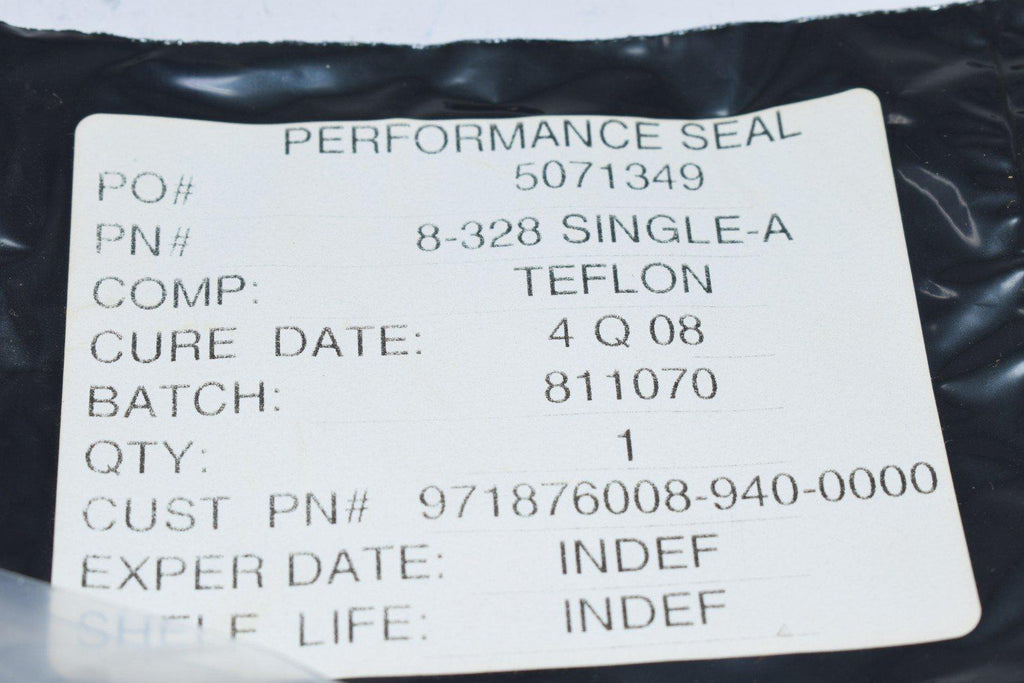 PERFORMANCE SEAL
PO# 5071349
PN# 8-328 SINGLE-A
COMP: TEFLON
CURE DATE: 4 Q 08
BATCH: 811070
QTY: 1
CUST PN# 971876008-940-0000
EXPER DATE: INDEF
SHELF LIFE: INDEF